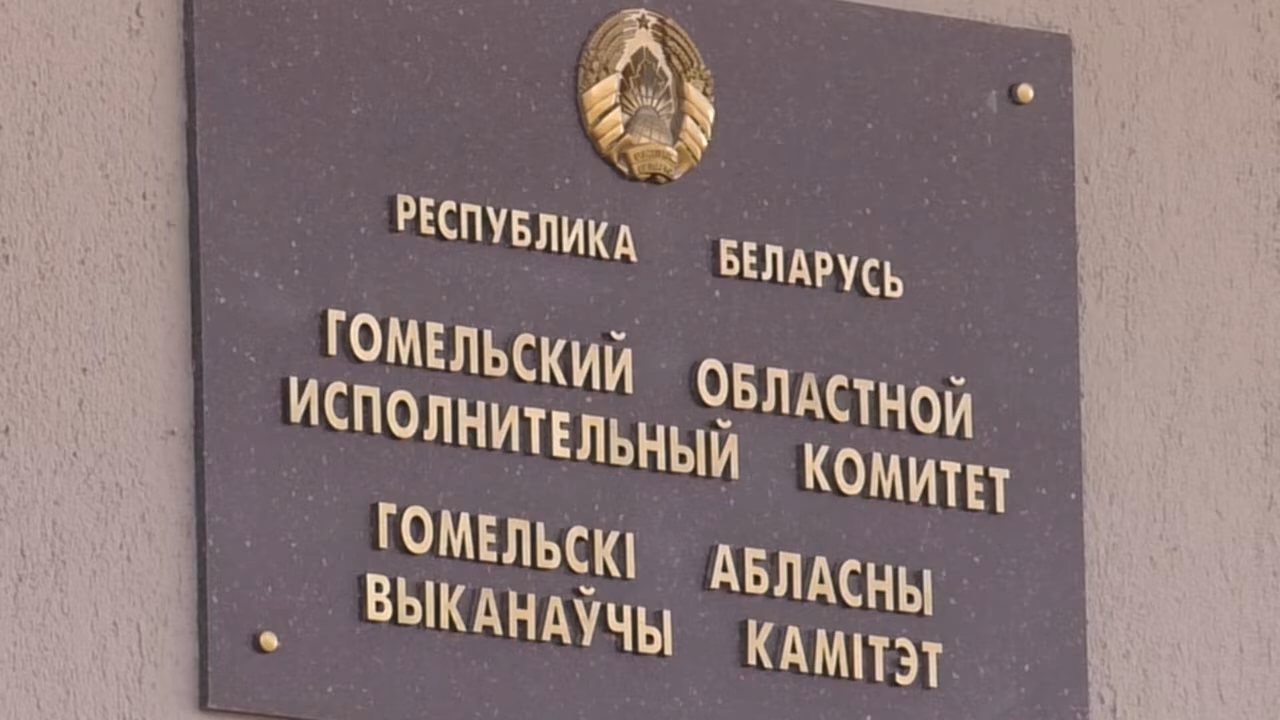 РЕСПУБЛИКА БЕЛАРУСЬ
ГОМЕЛЬСКИЙ ОБЛАСТНОЙ
ИСПОЛНИТЕЛЬНЫЙ КОМИТЕТ
ГОМЕЛЬСКІ АБЛАСНЫ
ВЫКАНАЎЧЫ КАМІТЭТ